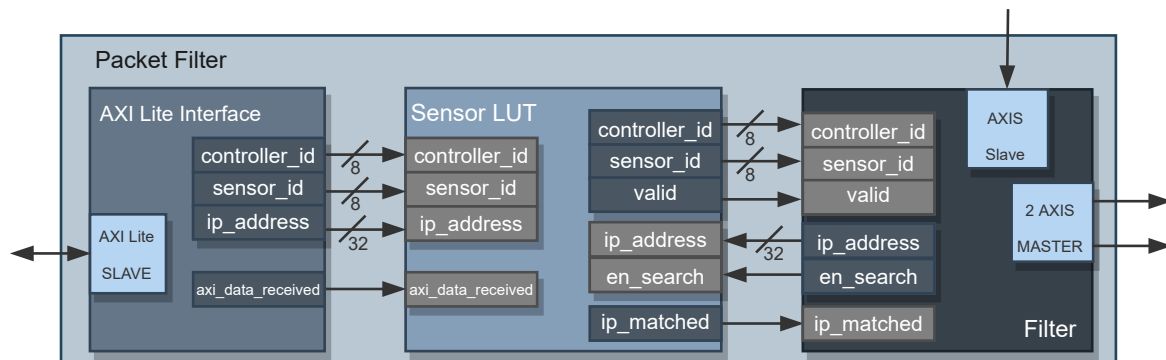 Packet Filter
AXI Lite Interface
controller_id
8
sensor_id
8
ip_address
32
AXI Lite
SLAVE
axi_data_received
Sensor LUT
controller_id
sensor_id
ip_address
axi_data_received
controller_id
8
sensor_id
8
valid
ip_address
32
en_search
ip_matched
AXIS
Slave
controller_id
sensor_id
valid
2 AXIS
MASTER
ip_address
en_search
ip_matched
Filter